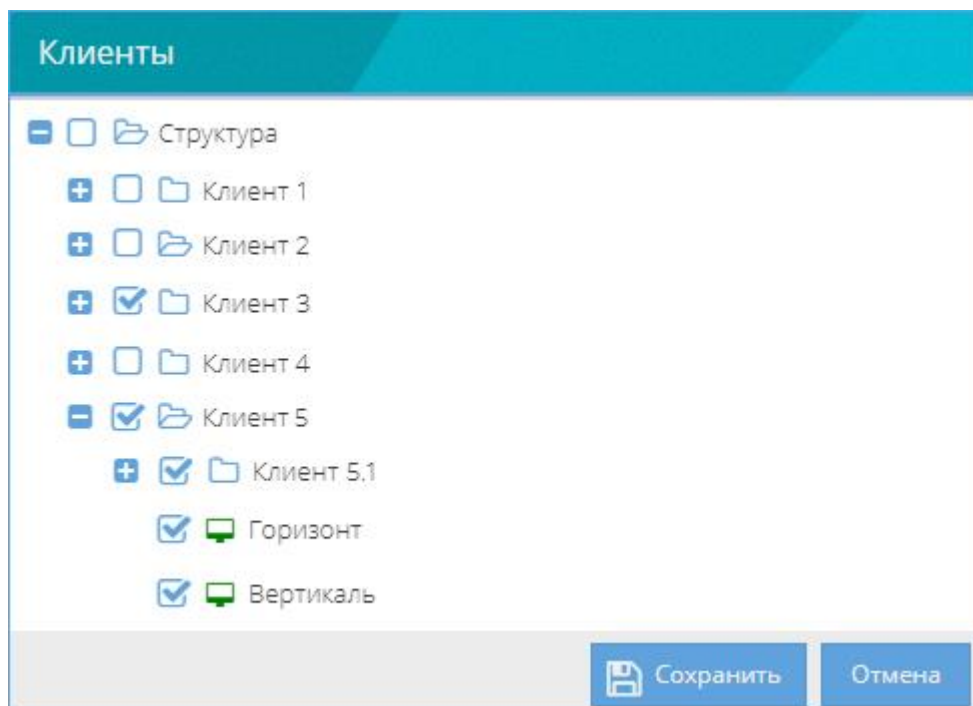 Клиенты
Структура
Клиент 1
Клиент 2
Клиент 3
Клиент 4
Клиент 5
Клиент 5.1
Горизонт
Вертикаль
Сохранить Отмена